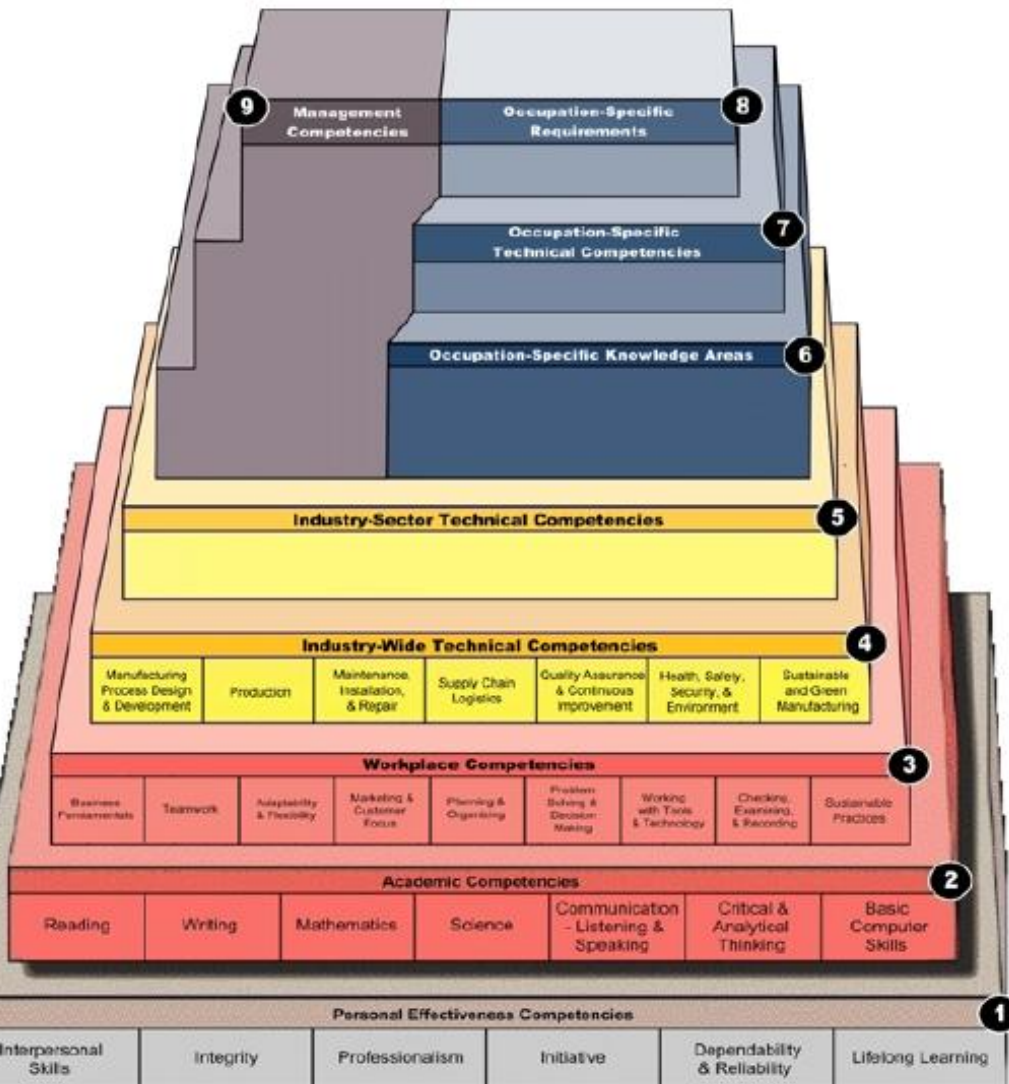 9
Management
Competencies
Occupation-Specific
Requirements
8
Occupation-Specific
Technical Competencies
7
Occupation-Specific Knowledge Areas
6
Industry-Sector Technical Competencies
5
Industry-Wide Technical Competencies
4
Manufacturing
Process Design
& Development
Production
Maintenance,
Installation,
& Repair
Supply Chain
Logistics
Quality Assurance
& Continuous
Improvement
Health, Safety,
Security, &
Environment
Sustainable
and Green
Manufacturing
Workplace Competencies
3
Business
Fundamentals
Teamwork
Adaptability
& Flexibility
Marketing &
Customer
Focus
Planning &
Organizing
Problem
Solving &
Decision
Making
Working
with Tools
& Technology
Checking,
Examining,
& Recording
Sustainable
Practices
Academic Competencies
2
Reading
Writing
Mathematics
Science
Communication
- Listening &
Speaking
Critical &
Analytical
Thinking
Basic
Computer
Skills
Personal Effectiveness Competencies
1
Interpersonal
Skills
Integrity
Professionalism
Initiative
Dependability
& Reliability
Lifelong Learning